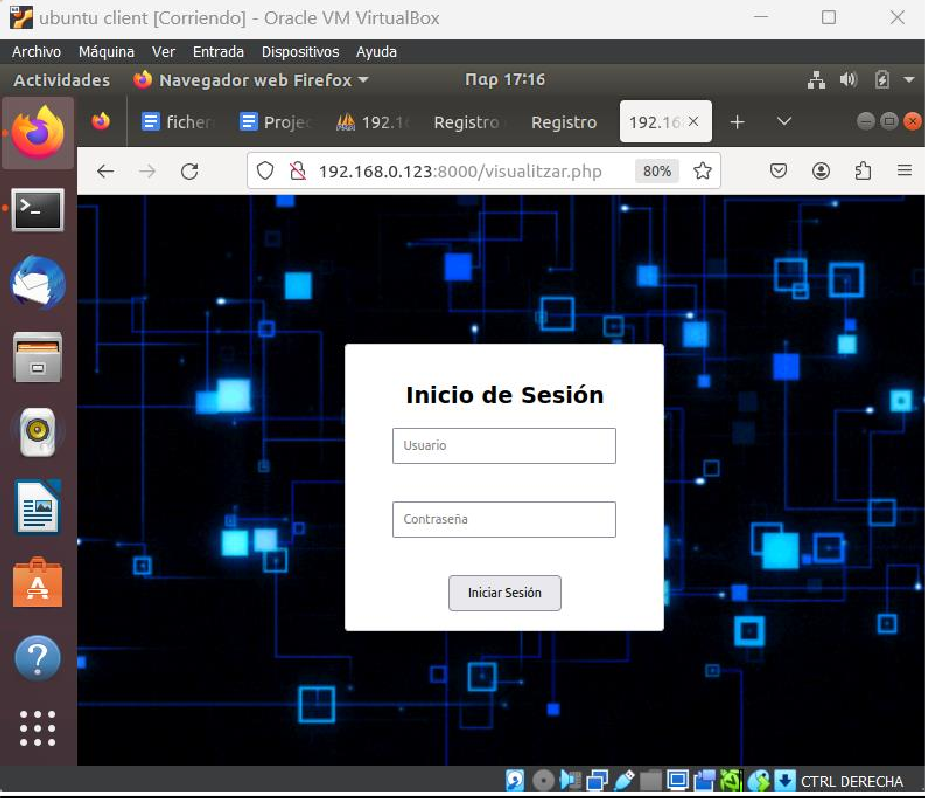 ubuntu client [Corriendo] - Oracle VM VirtualBox
Archivo Máquina Ver Entrada Dispositivos Ayuda
Actividades Navegador web Firefox Παρ 17:16
ficher Projec 192.16 Registro Registro 192.16
192.168.0.123:8000/visualitzar.php 80%
Inicio de Sesión
Usuario
Contraseña
Iniciar Sesión
CTRL DERECHA